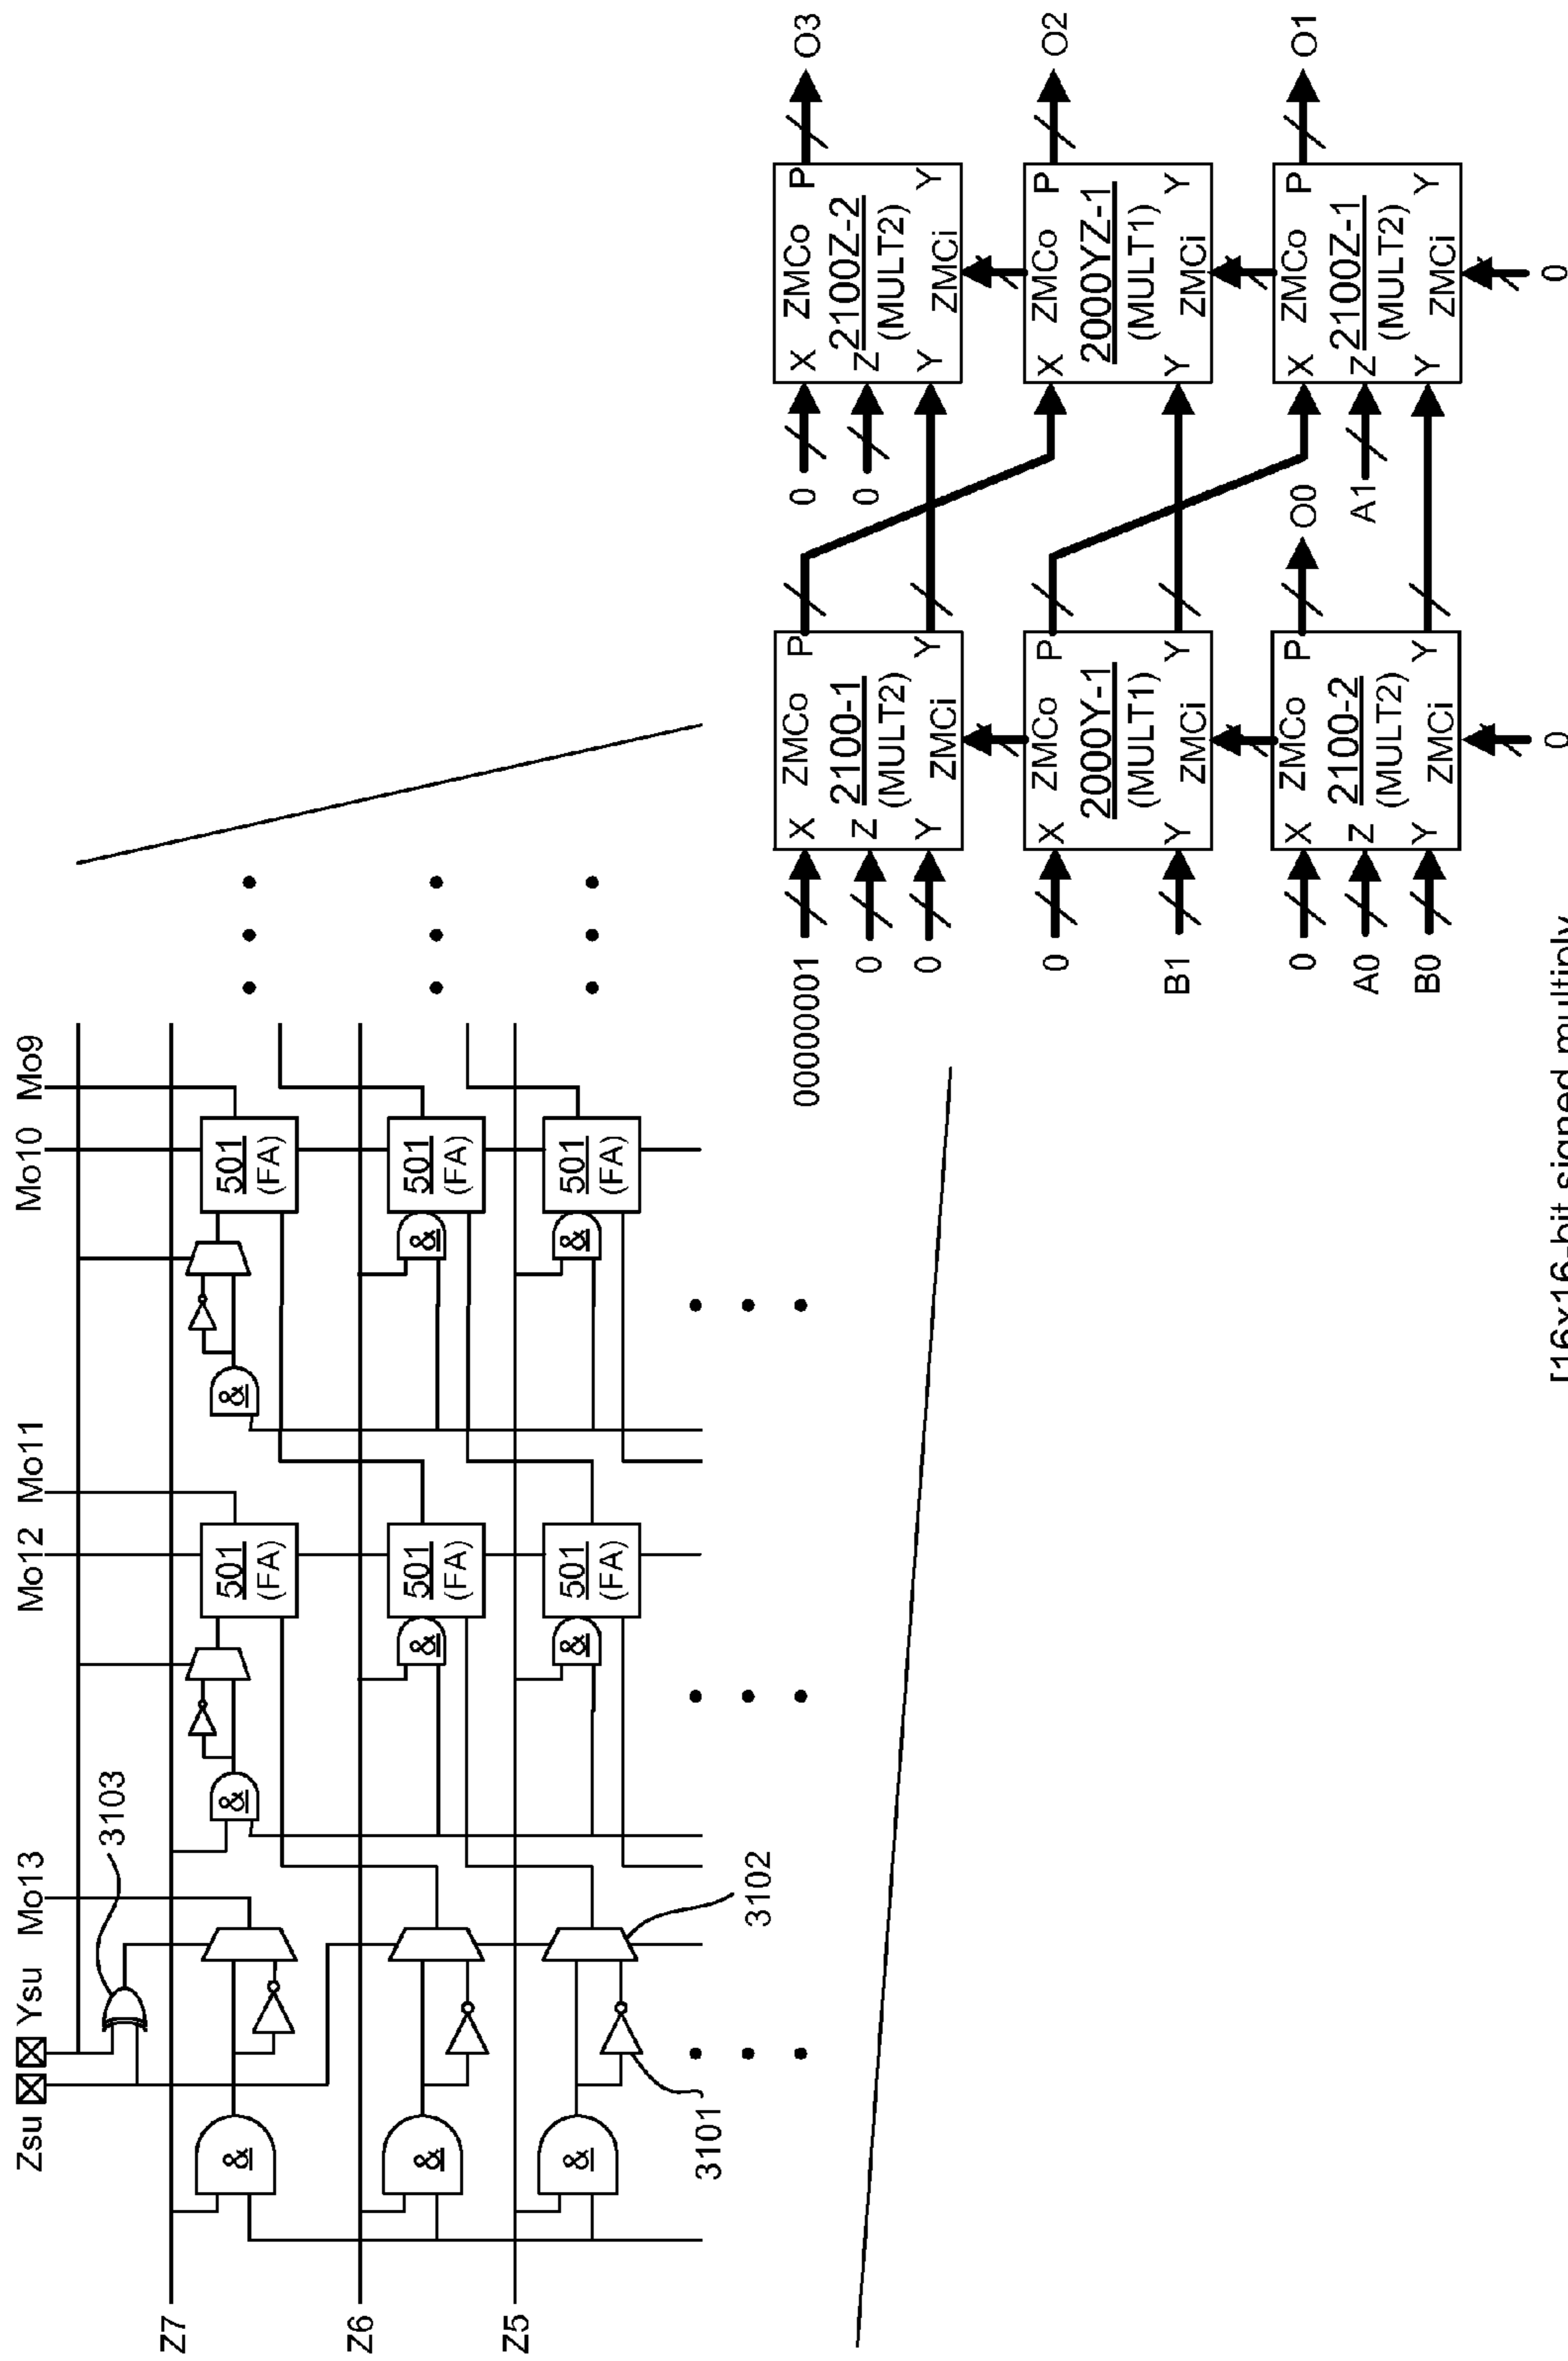 Zsu
Ysu
Mo13
Mo12
Mo11
Mo10
Mo9
3103
Z7
&
&
&
501
(FA)
501
(FA)
Z6
&
&
&
501
(FA)
501
(FA)
Z5
&
&
&
501
(FA)
501
(FA)
3101
3102
00000001
0
0
X ZMCo P
2100-1
Z
(MULT2)
Y ZMCi Y
X ZMCo P
2100Z-2
Z
(MULT2)
Y ZMCi Y
0
0
O3
0
B1
X ZMCo P
2000Y-1
(MULT1)
Y ZMCi Y
X ZMCo P
2000YZ-1
(MULT1)
Y ZMCi Y
O2
0
A0
B0
X ZMCo P
2100-2
Z
(MULT2)
Y ZMCi Y
0
O0
A1
X ZMCo P
2100Z-1
Z
(MULT2)
Y ZMCi Y
0
O1
[16x16-bit signed multiply